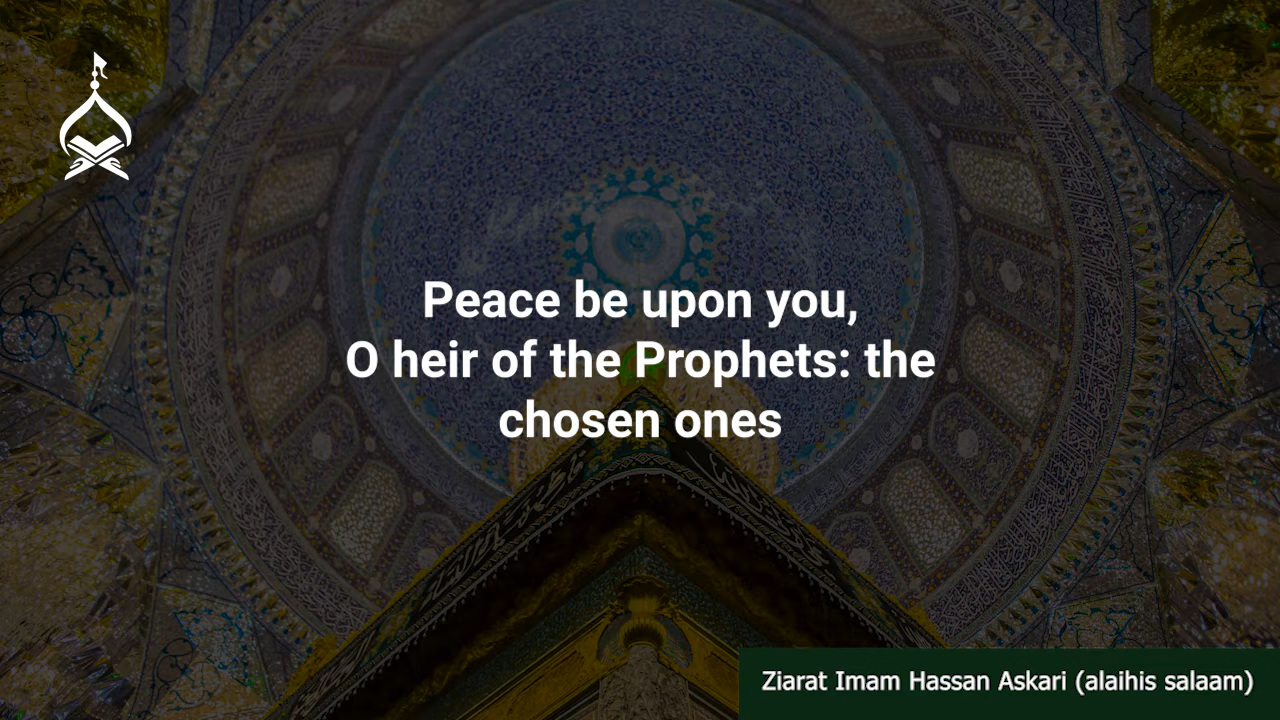 Peace be upon you,
O heir of the Prophets: the
chosen ones
Ziarat Imam Hassan Askari (alaihis salaam)